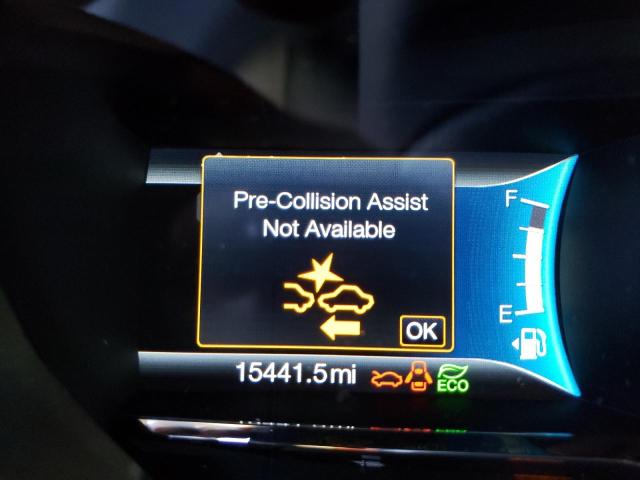 Pre-Collision Assist
Not Available
OK
F
E
15441.5mi
ECO